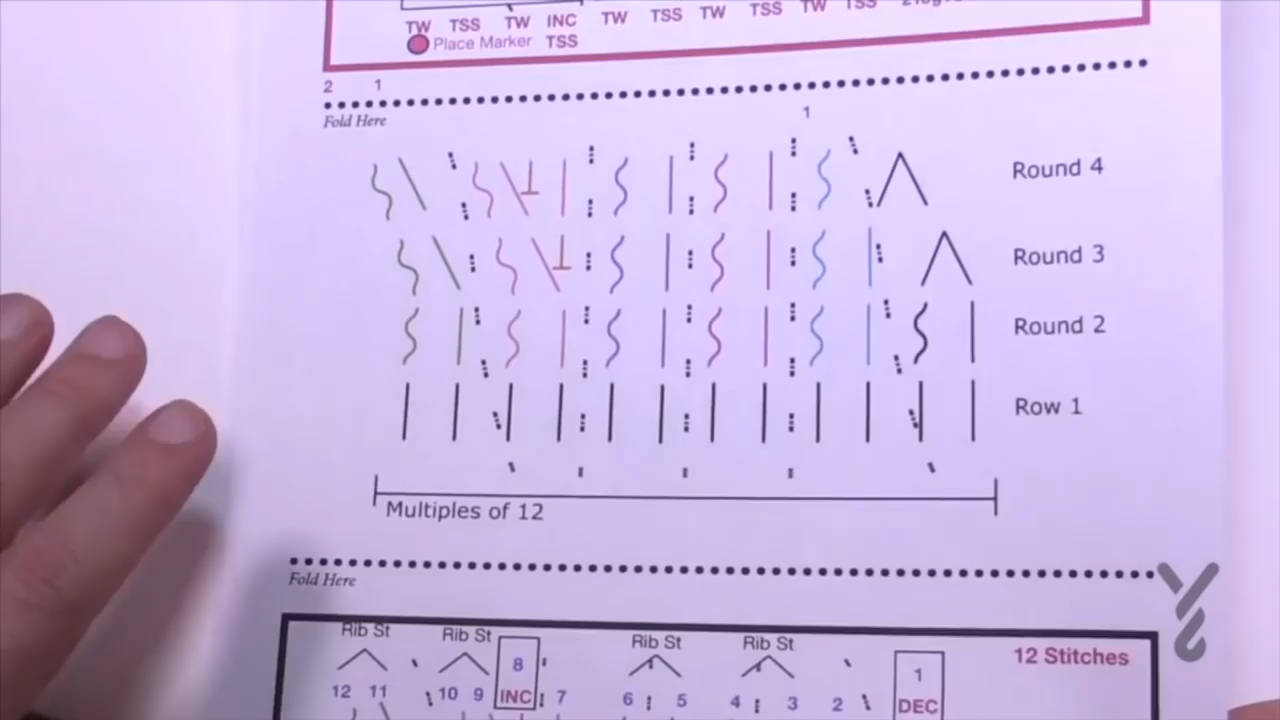 TW TSS TW INC TW TSS TW TSS TW TSS
Place Marker TSS
2 1
Fold Here
1
Round 4
Round 3
Round 2
Row 1
Multiples of 12
Fold Here
Rib St Rib St Rib St Rib St
12 Stitches
8 1
12 11 10 9 INC 7 6 5 4 3 2 DEC